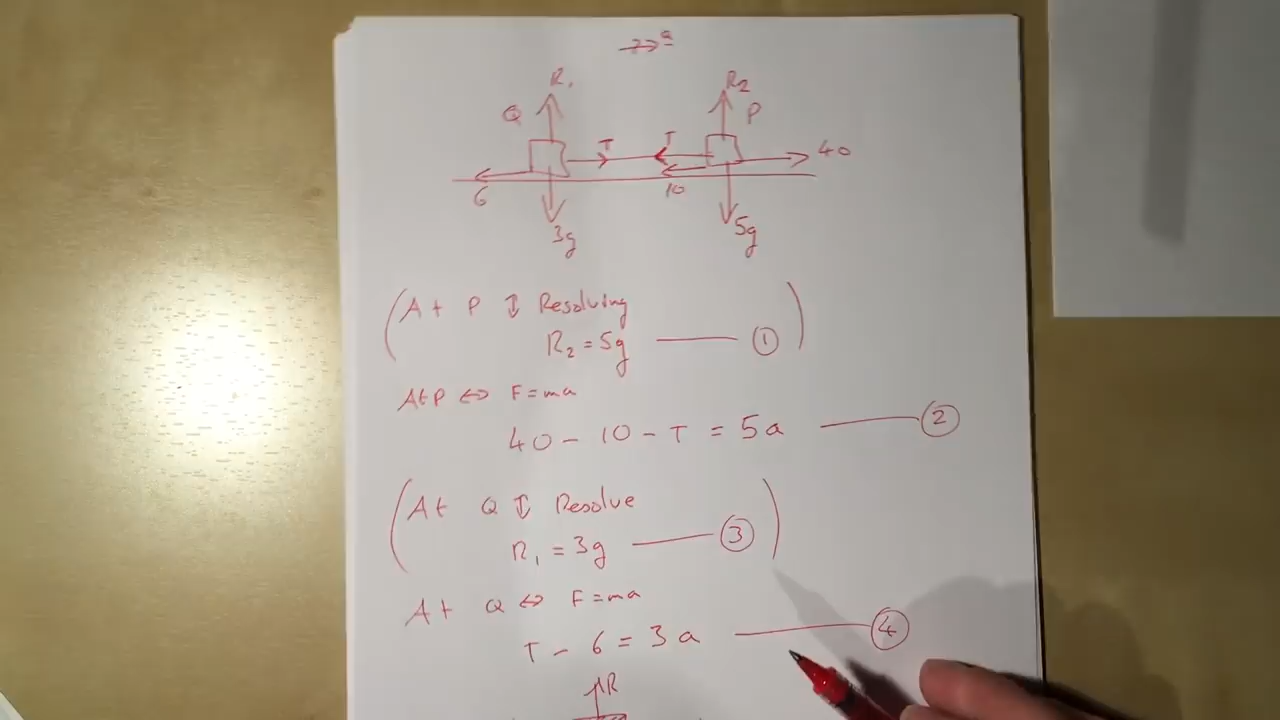 a
R₁ R₂
Q P
T T 40
6 10
3g 5g
(At P ↕ Resolving
R₂ = 5g ——— ①)
At P ⇔ F=ma
40 - 10 - T = 5a ——— ②
(At Q ↕ Resolve
R₁ = 3g ——— ③)
At Q ⇔ F=ma
T - 6 = 3a ——— ④
R